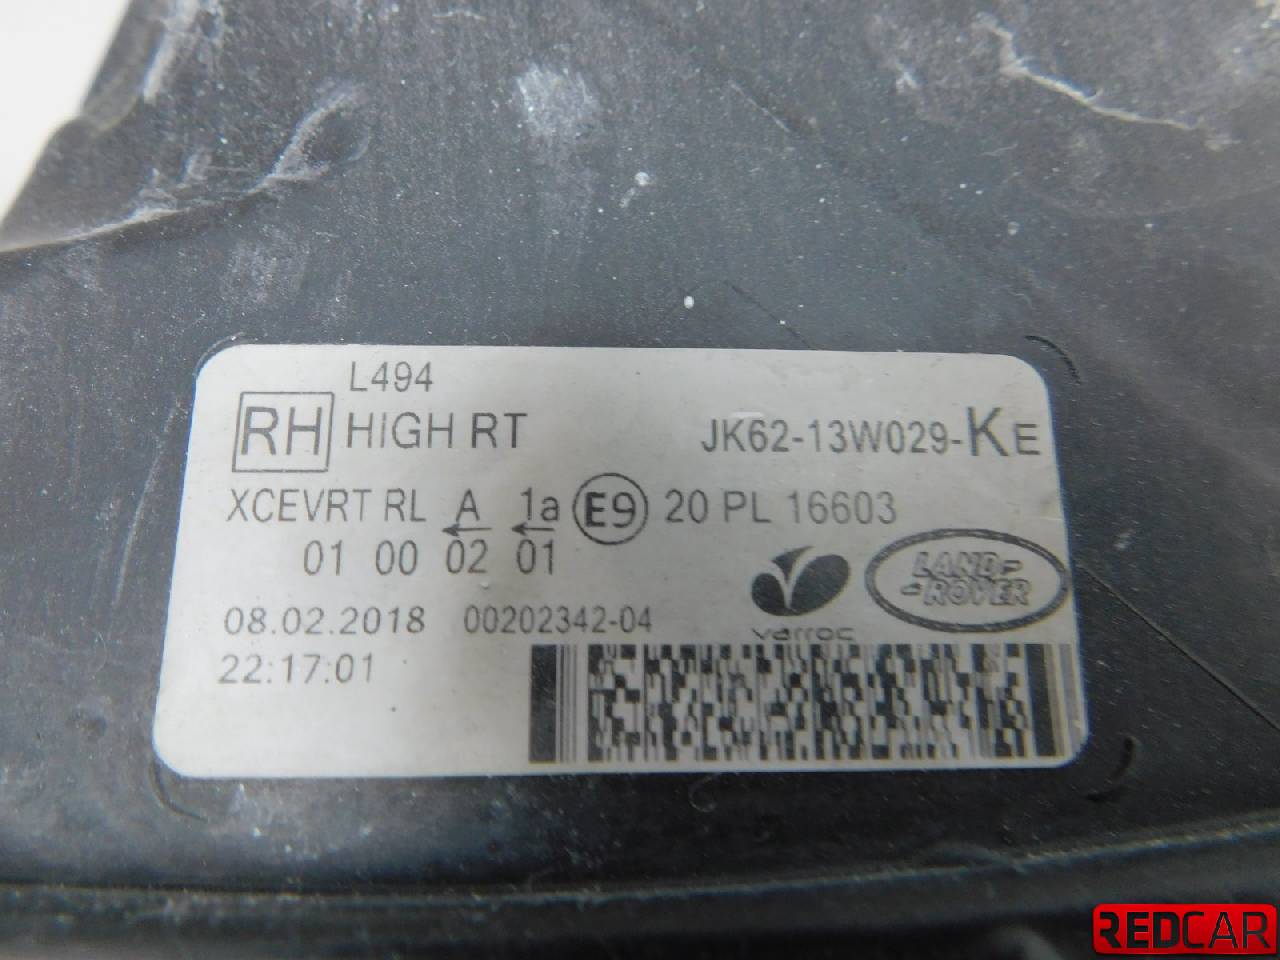 L494
RH HIGH RT JK62-13W029-KE
XCEVRT RL A 1a E9 20 PL 16603
01 00 02 01
LAND-
-ROVER
08.02.2018 00202342-04 varroc
22:17:01
REDCAR